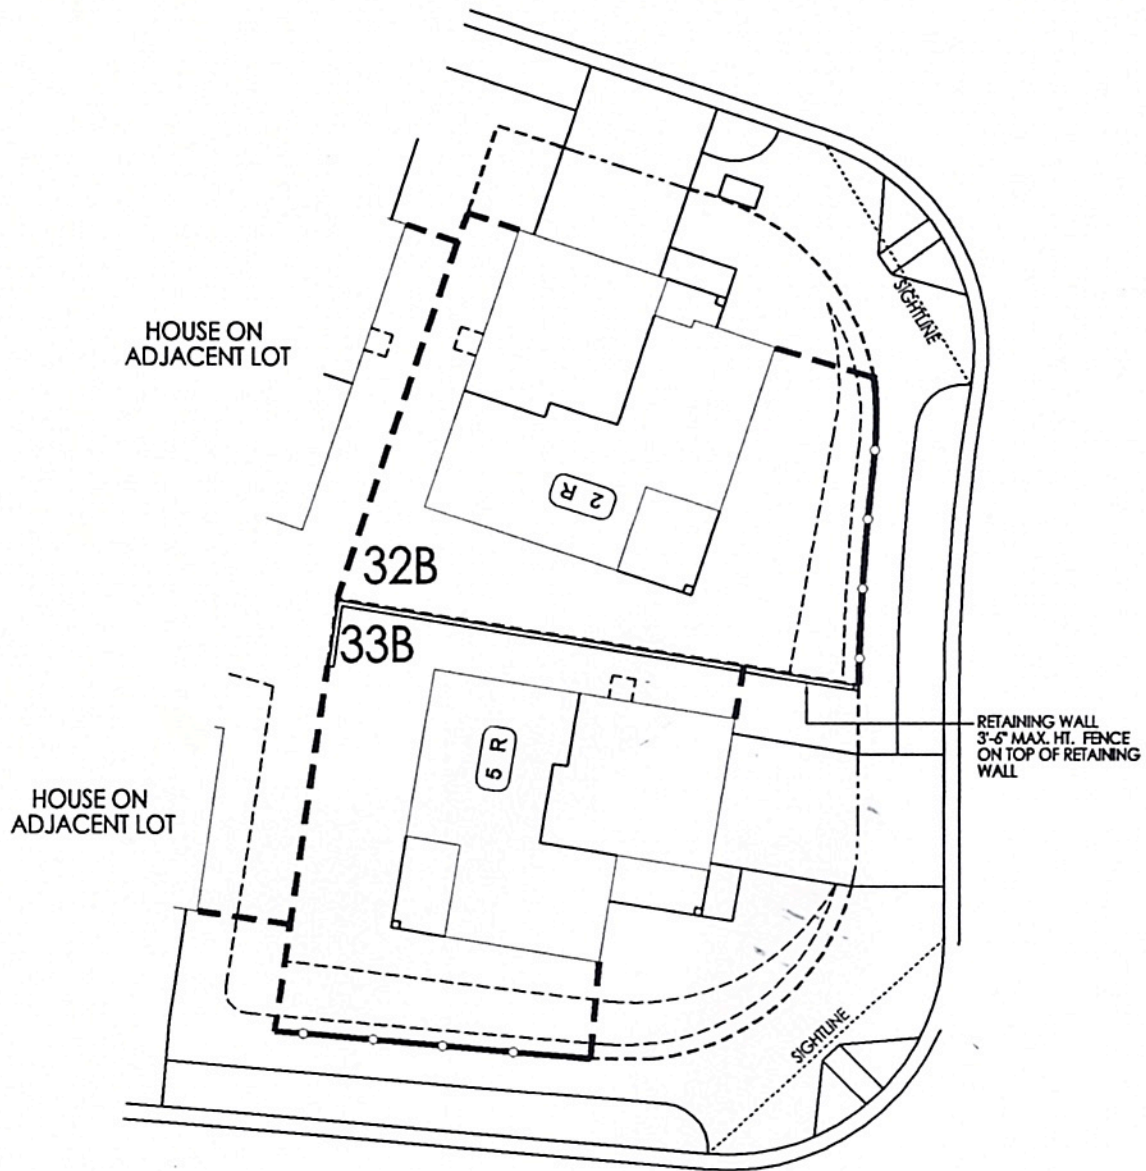 SIGHTLINE
HOUSE ON
ADJACENT LOT
2 R
32B
33B
RETAINING WALL
3'-6" MAX. HT. FENCE
ON TOP OF RETAINING
WALL
5 R
HOUSE ON
ADJACENT LOT
SIGHTLINE